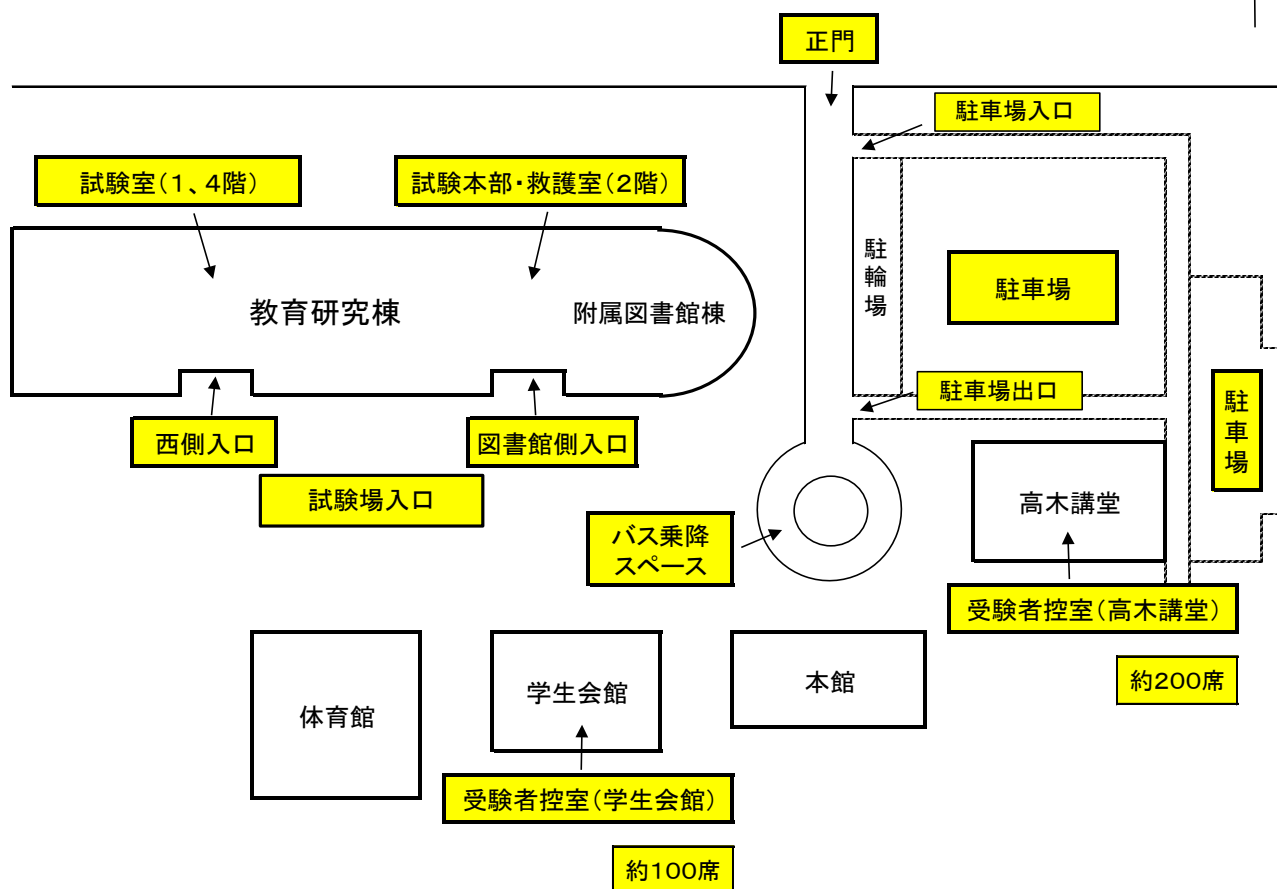 正門
駐車場入口
試験室(1、4階)
試験本部・救護室(2階)
教育研究棟
附属図書館棟
駐輪場
駐車場
駐車場出口
駐車場
西側入口
図書館側入口
試験場入口
高木講堂
バス乗降
スペース
受験者控室(高木講堂)
約200席
体育館
学生会館
本館
受験者控室(学生会館)
約100席